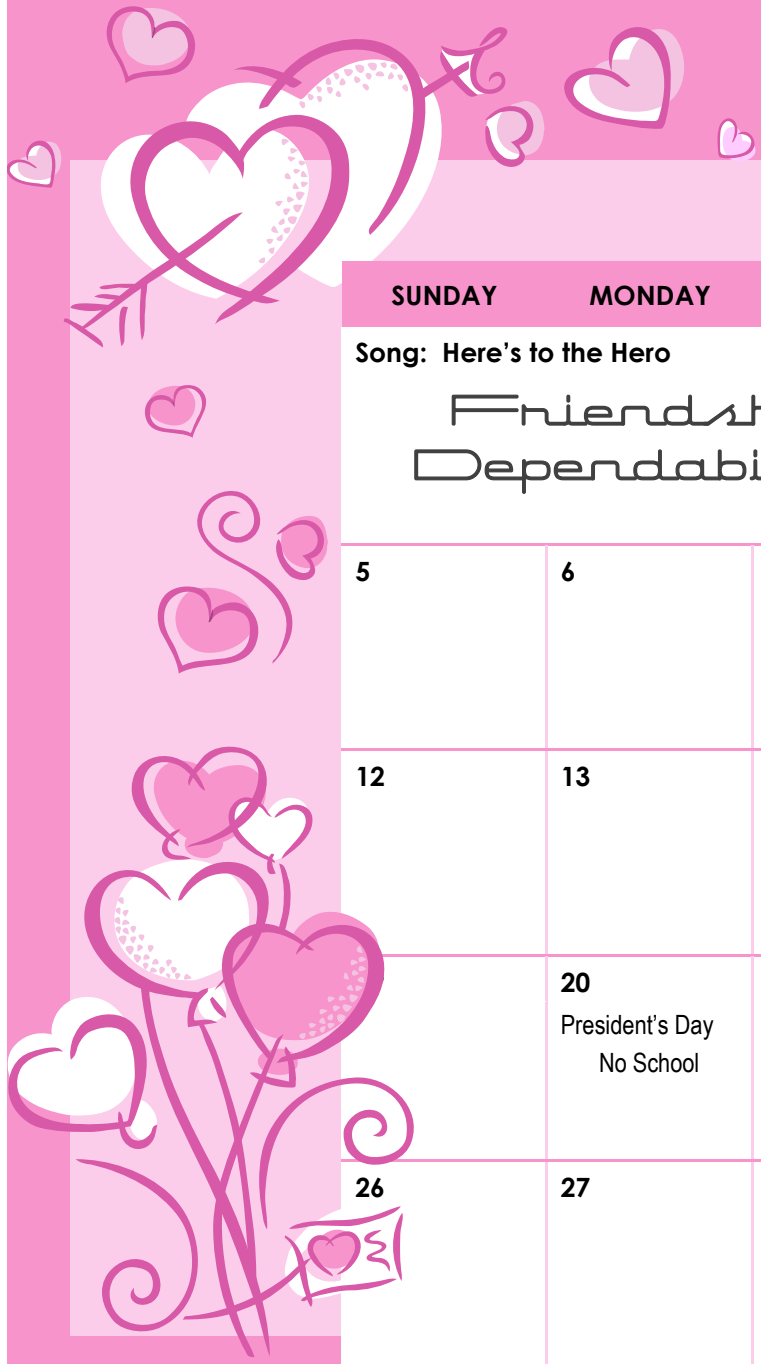 SUNDAY MONDAY
Song: Here's to the Hero
5 6
12 13
20
President's Day
No School
26 27